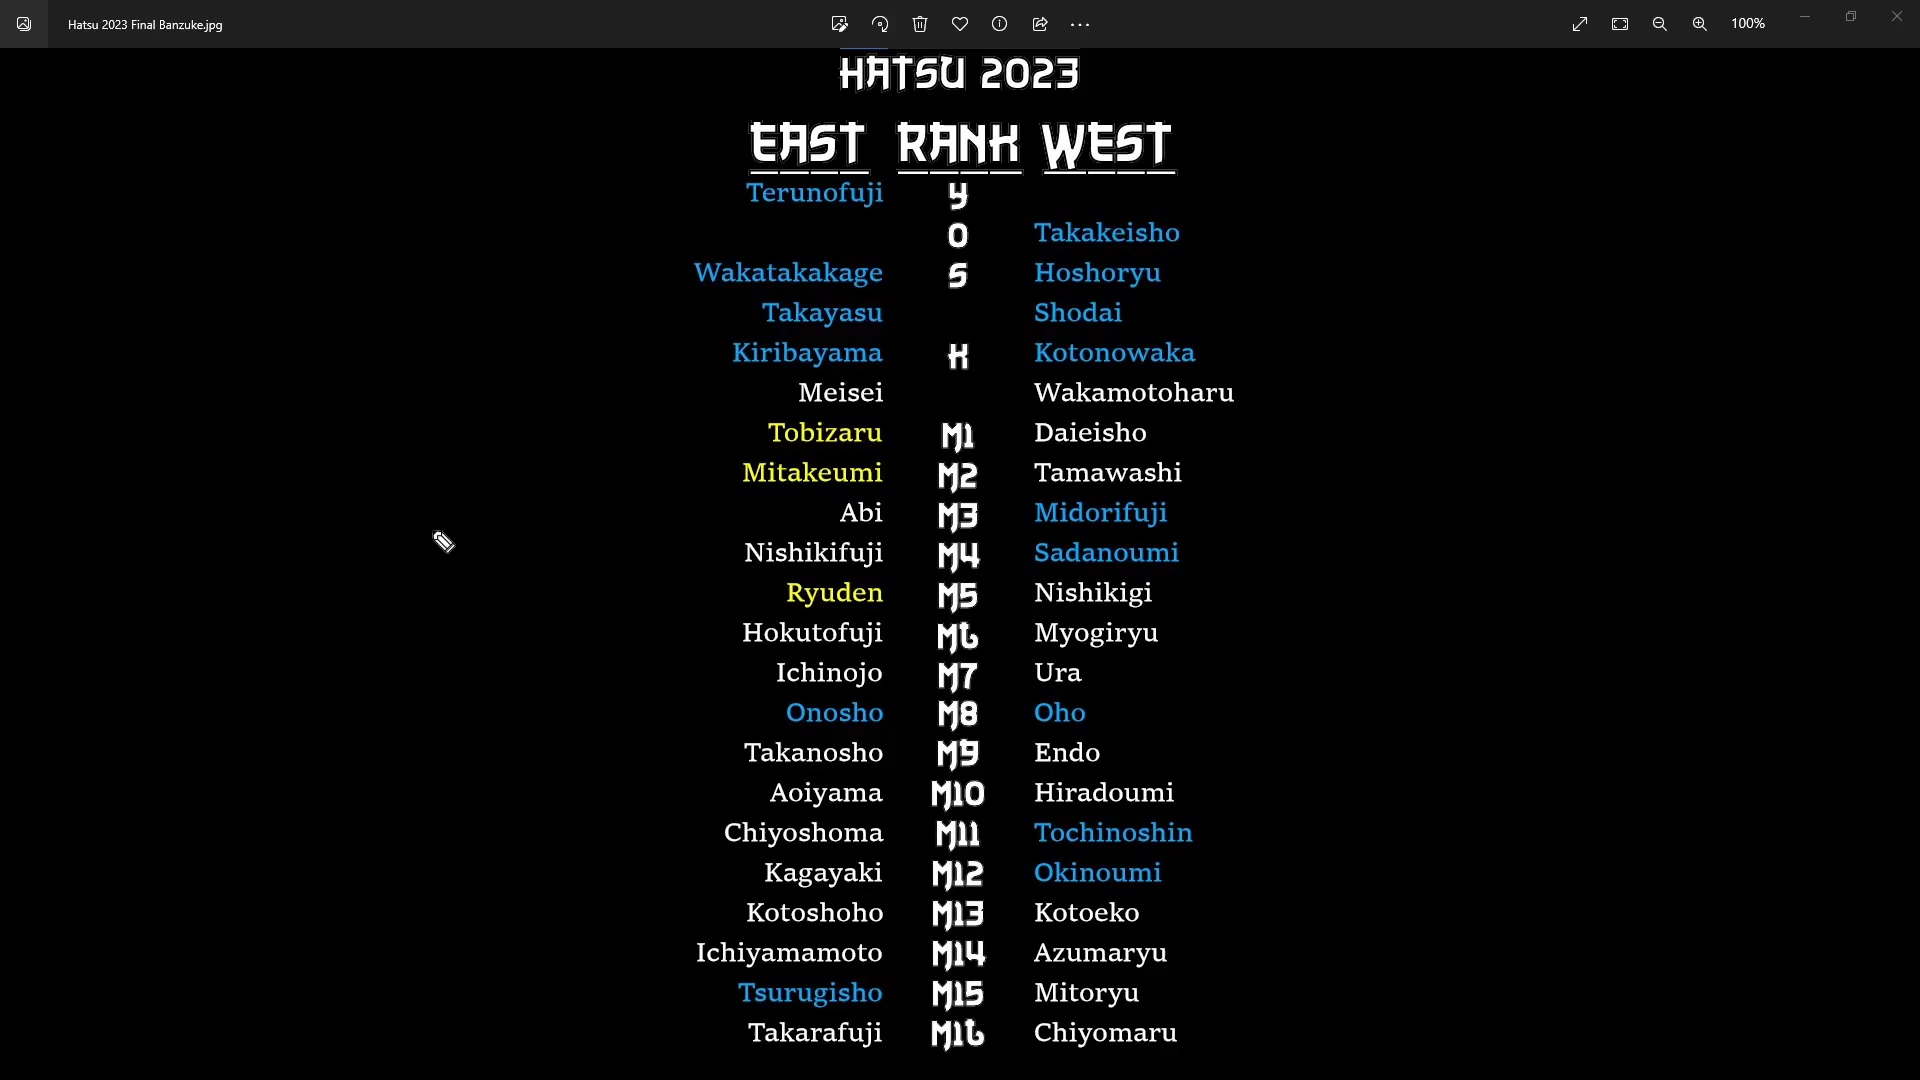 Hatsu 2023 Final Banzuke.jpg 100%
HATSU 2023
EAST RANK WEST
Terunofuji Y
O Takakeisho
Wakatakakage S Hoshoryu
Takayasu Shodai
Kiribayama K Kotonowaka
Meisei Wakamotoharu
Tobizaru M1 Daieisho
Mitakeumi M2 Tamawashi
Abi M3 Midorifuji
Nishikifuji M4 Sadanoumi
Ryuden M5 Nishikigi
Hokutofuji M6 Myogiryu
Ichinojo M7 Ura
Onosho M8 Oho
Takanosho M9 Endo
Aoiyama M10 Hiradoumi
Chiyoshoma M11 Tochinoshin
Kagayaki M12 Okinoumi
Kotoshoho M13 Kotoeko
Ichiyamamoto M14 Azumaryu
Tsurugisho M15 Mitoryu
Takarafuji M16 Chiyomaru